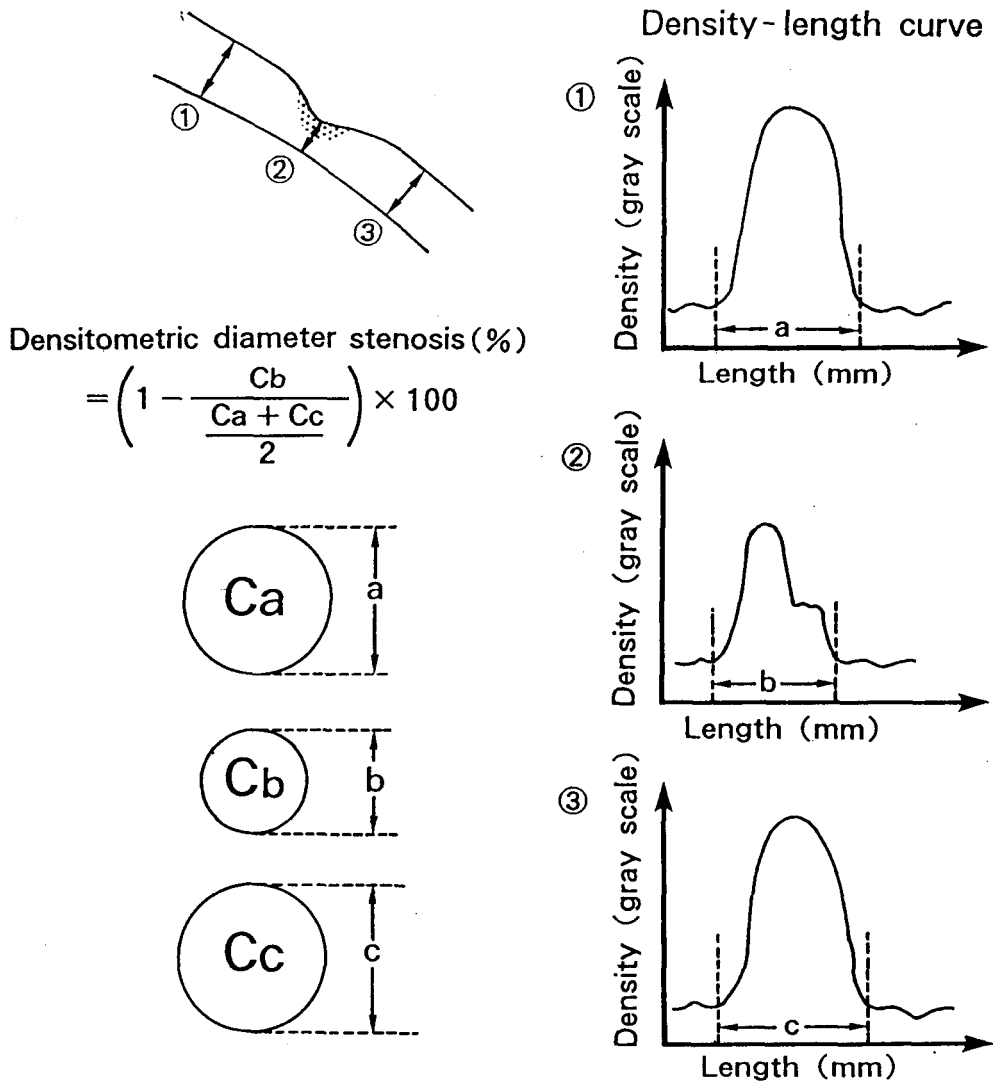 ①
②
③
Densitometric diameter stenosis (%)
= (1 - Cb / ((Ca + Cc) / 2)) × 100
Ca
a
Cb
b
Cc
c
Density-length curve
①
Density (gray scale)
a
Length (mm)
②
Density (gray scale)
b
Length (mm)
③
Density (gray scale)
c
Length (mm)